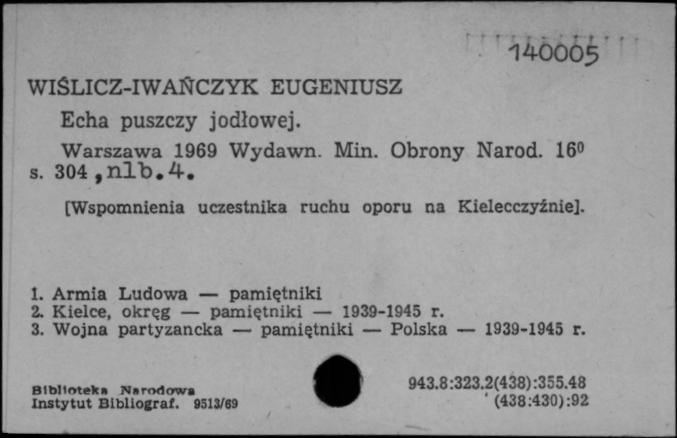 140005
WIŚLICZ-IWAŃCZYK EUGENIUSZ
Echa puszczy jodłowej.
Warszawa 1969 Wydawn. Min. Obrony Narod. 16⁰
s. 304, nlb. 4.
[Wspomnienia uczestnika ruchu oporu na Kielecczyźnie].
1. Armia Ludowa — pamiętniki
2. Kielce, okręg — pamiętniki — 1939-1945 r.
3. Wojna partyzancka — pamiętniki — Polska — 1939-1945 r.
Biblioteka Narodowa
Instytut Bibliograf. 9513/69
943.8:323.2(438):355.48
(438:430):92